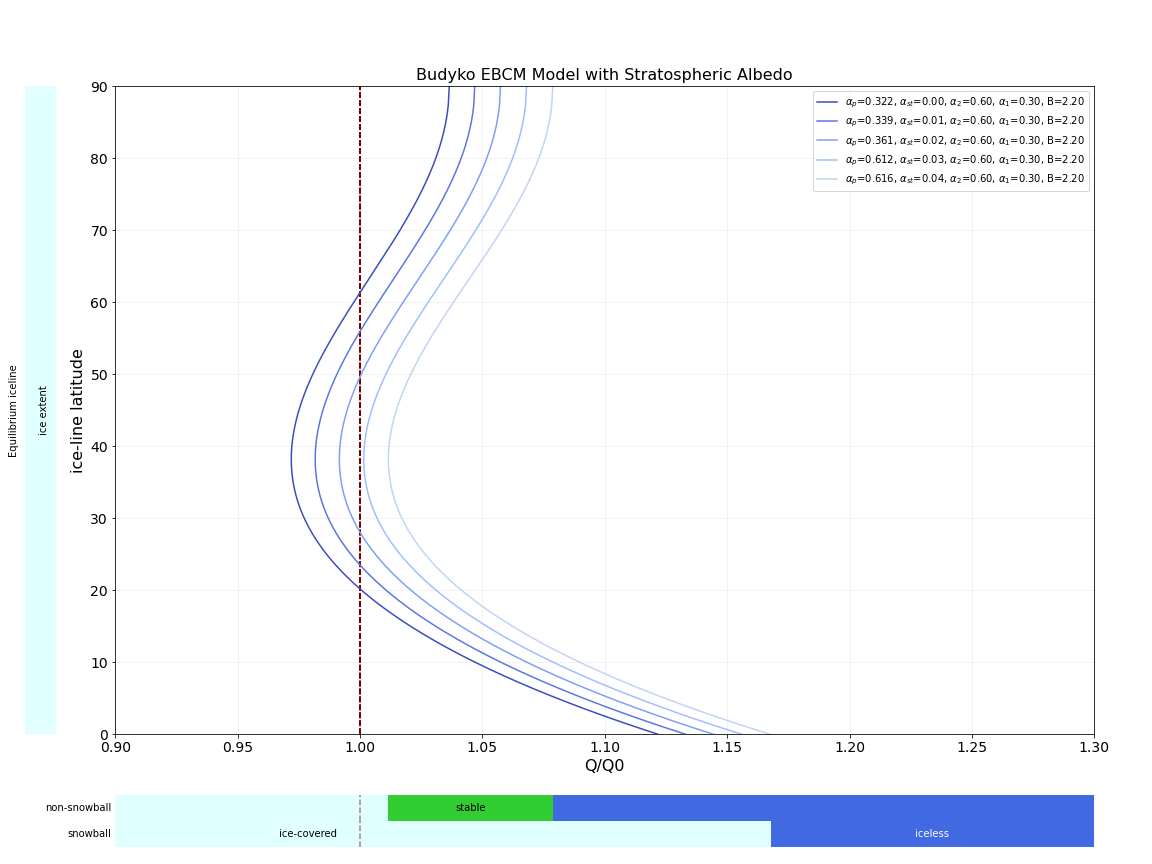 Budyko EBCM Model with Stratospheric Albedo
αp=0.322, αst=0.00, α2=0.60, α1=0.30, B=2.20
αp=0.339, αst=0.01, α2=0.60, α1=0.30, B=2.20
αp=0.361, αst=0.02, α2=0.60, α1=0.30, B=2.20
αp=0.612, αst=0.03, α2=0.60, α1=0.30, B=2.20
αp=0.616, αst=0.04, α2=0.60, α1=0.30, B=2.20
Equilibrium iceline
ice extent
ice-line latitude
90
80
70
60
50
40
30
20
10
0
0.90 0.95 1.00 1.05 1.10 1.15 1.20 1.25 1.30
Q/Q0
non-snowball stable
snowball ice-covered iceless